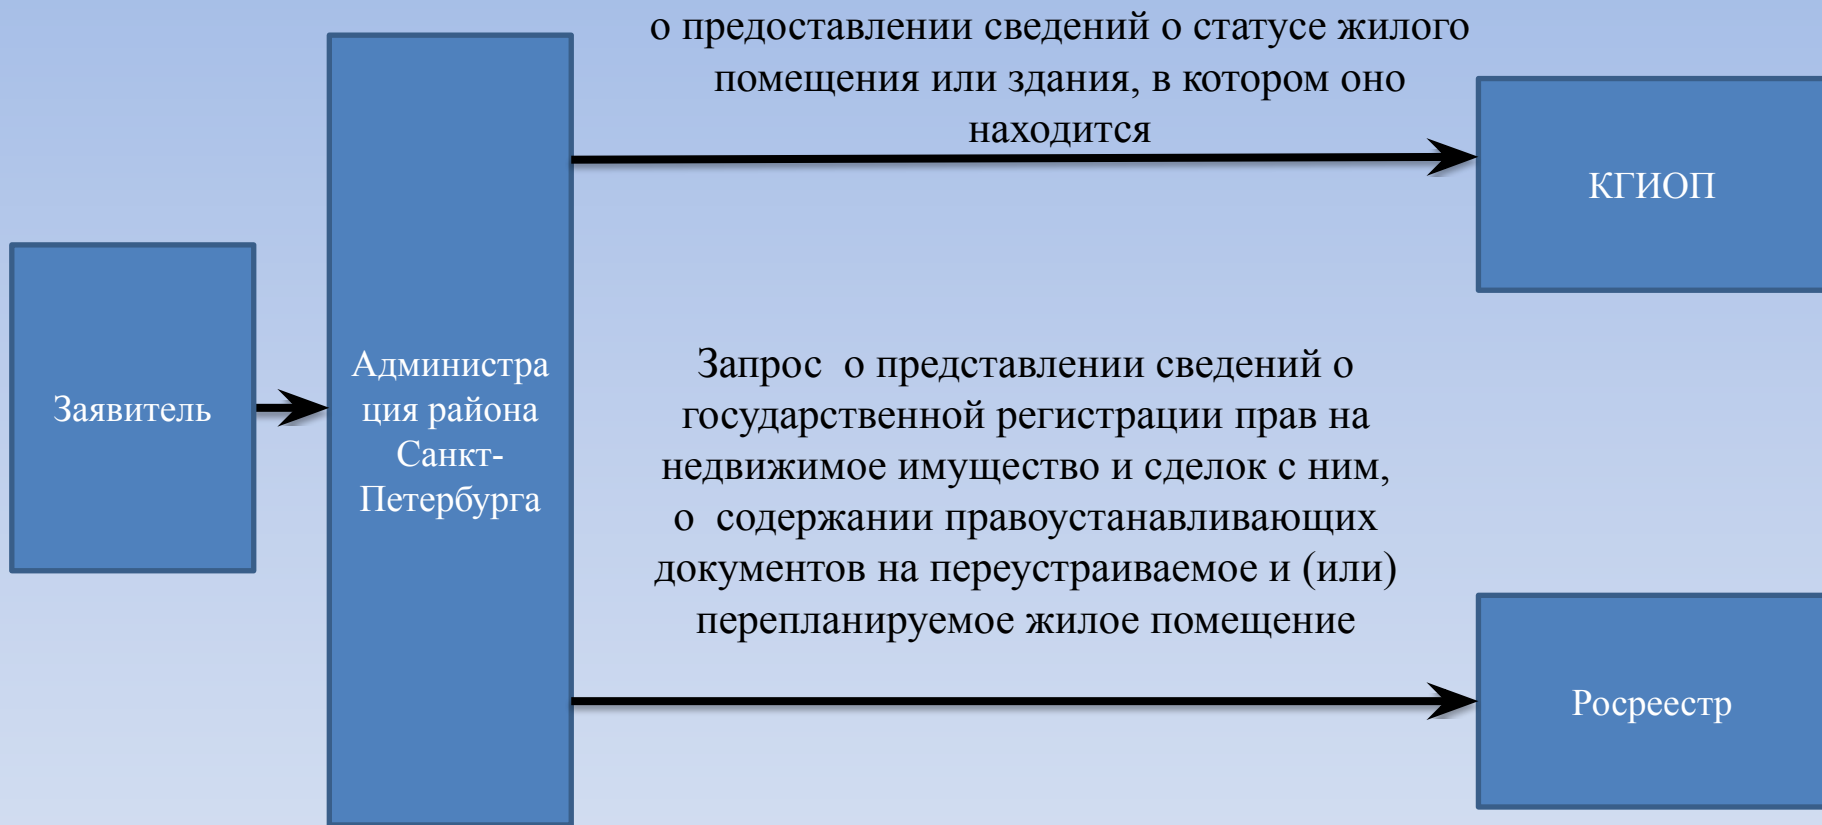 о предоставлении сведений о статусе жилого
помещения или здания, в котором оно
находится
КГИОП
Заявитель
Администра
ция района
Санкт-
Петербурга
Запрос о представлении сведений о
государственной регистрации прав на
недвижимое имущество и сделок с ним,
о содержании правоустанавливающих
документов на переустраиваемое и (или)
перепланируемое жилое помещение
Росреестр